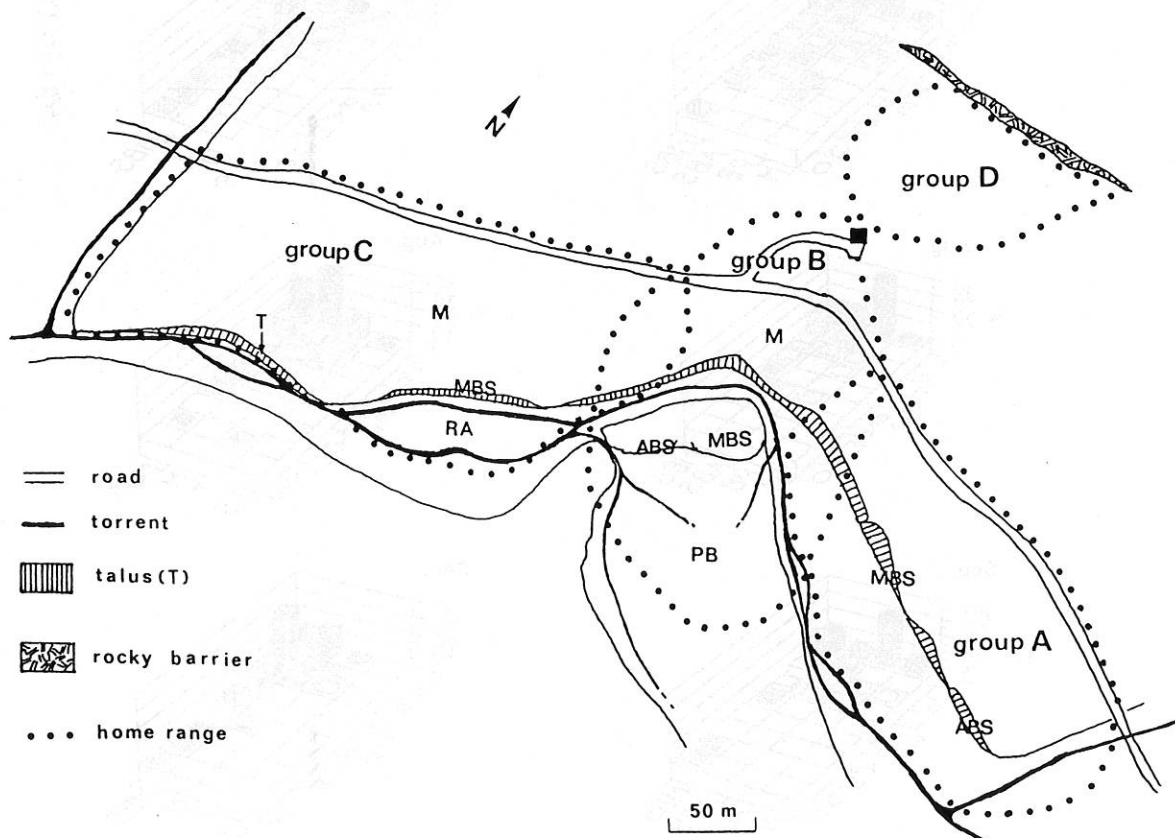 N
group D
group C
group B
M
M
T
MBS
RA
ABS
MBS
PB
MBS
group A
ABS
road
torrent
talus (T)
rocky barrier
home range
50 m